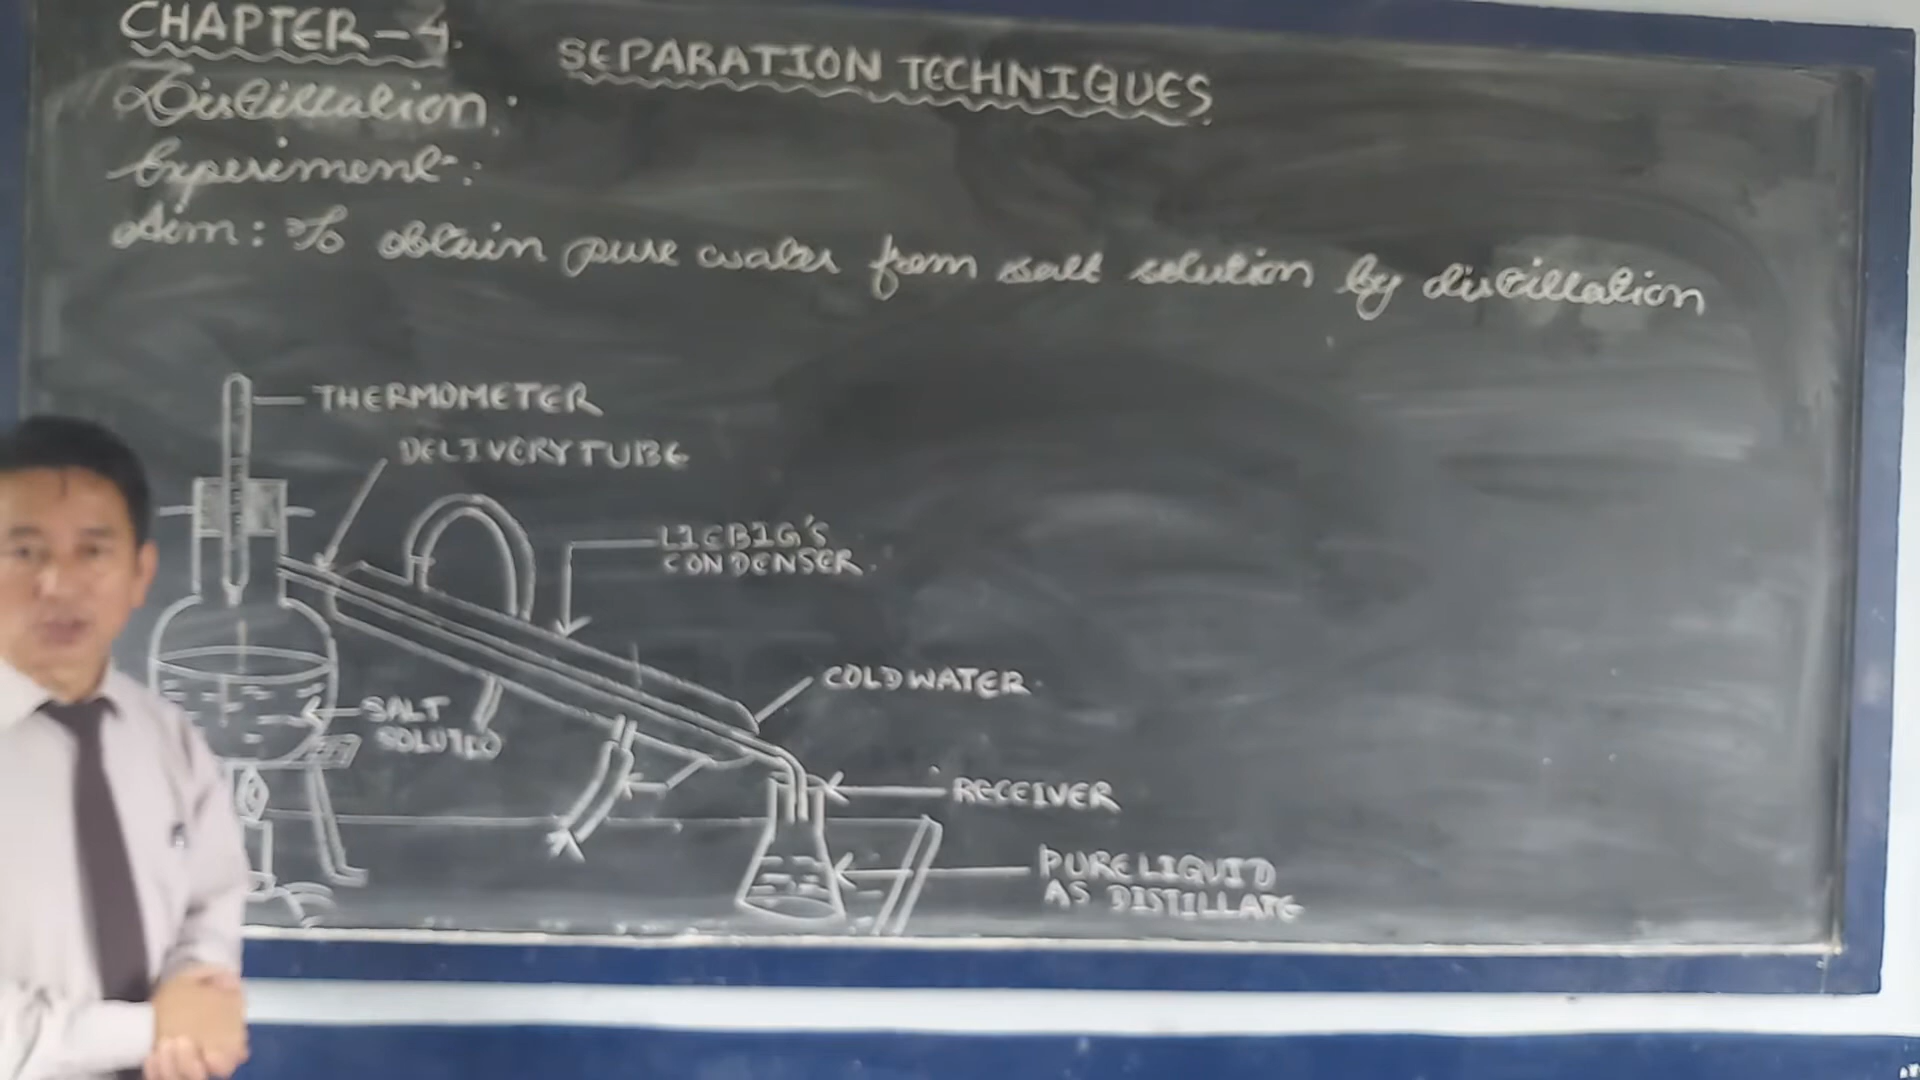 CHAPTER-4.
SEPARATION TECHNIQUES
Distillation:
Experiment:
Aim: To obtain pure water from salt solution by distillation
THERMOMETER
DELIVERY TUBE
LIEBIG'S
CONDENSER.
COLD WATER
SALT
SOLUTIO
RECEIVER
PURE LIQUID
AS DISTILLATE